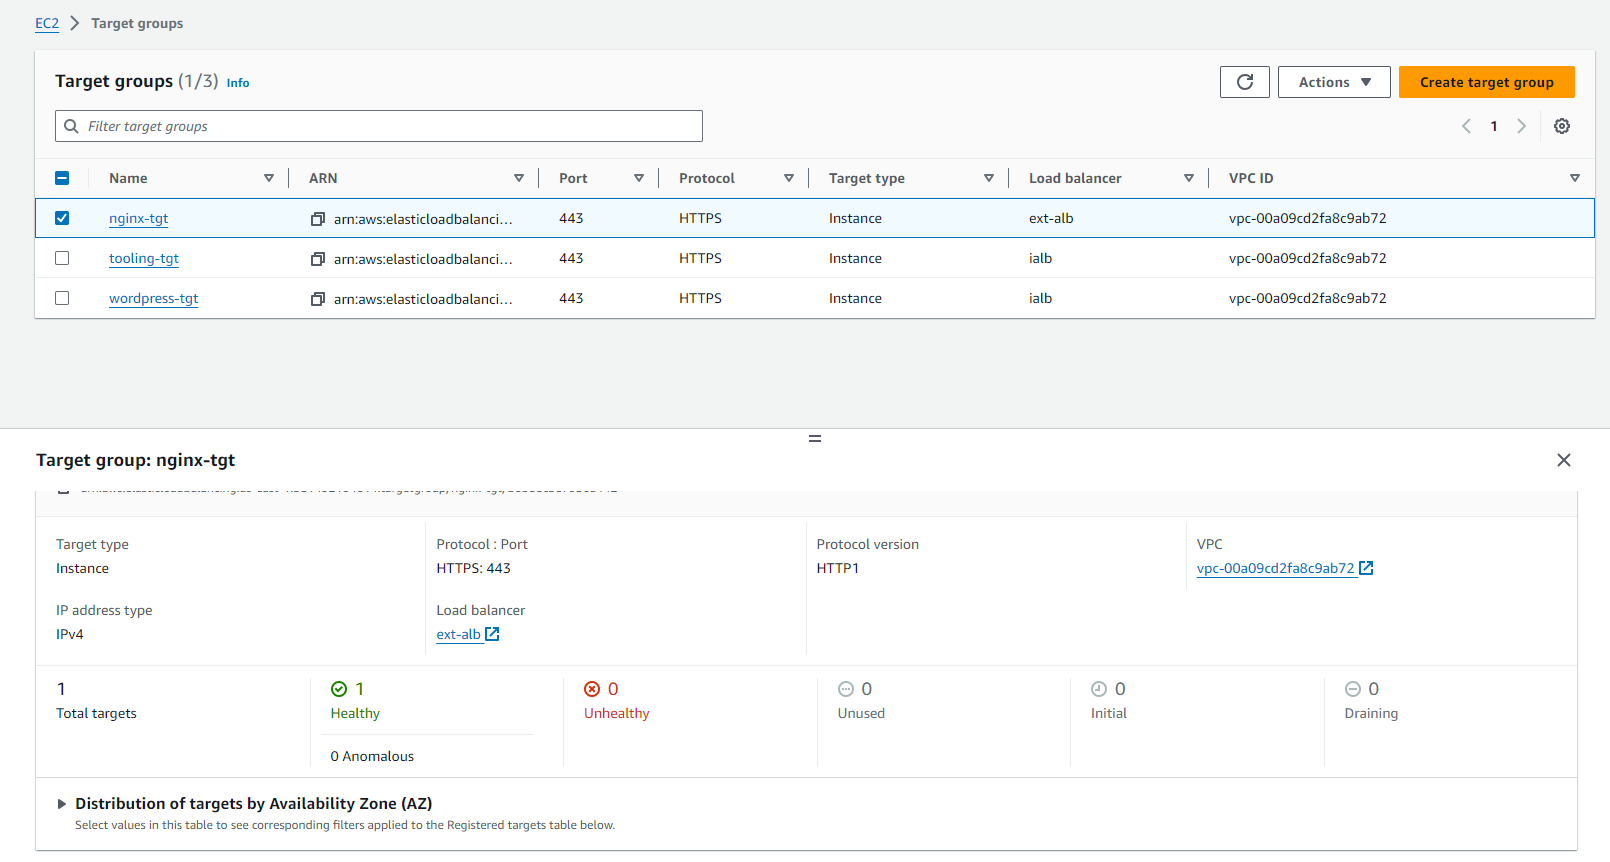 EC2 Target groups
Target groups (1/3) Info
Actions
Create target group
Filter target groups
1
Name ARN Port Protocol Target type Load balancer VPC ID
nginx-tgt arn:aws:elasticloadbalanci... 443 HTTPS Instance ext-alb vpc-00a09cd2fa8c9ab72
tooling-tgt arn:aws:elasticloadbalanci... 443 HTTPS Instance ialb vpc-00a09cd2fa8c9ab72
wordpress-tgt arn:aws:elasticloadbalanci... 443 HTTPS Instance ialb vpc-00a09cd2fa8c9ab72
Target group: nginx-tgt
Target type Protocol : Port Protocol version VPC
Instance HTTPS: 443 HTTP1 vpc-00a09cd2fa8c9ab72
IP address type Load balancer
IPv4 ext-alb
1 1 0 0 0 0
Total targets Healthy Unhealthy Unused Initial Draining
0 Anomalous
Distribution of targets by Availability Zone (AZ)
Select values in this table to see corresponding filters applied to the Registered targets table below.